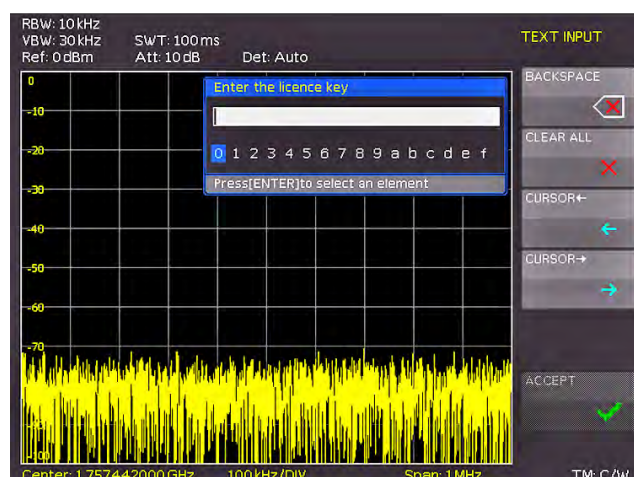 RBW: 10 kHz
VBW: 30 kHz SWT: 100 ms
Ref: 0 dBm Att: 10 dB Det: Auto
TEXT INPUT
0
-10
-20
-30
-40
-50
-60
-70
-100
Enter the licence key
0 1 2 3 4 5 6 7 8 9 a b c d e f
Press[ENTER]to select an element
BACKSPACE
CLEAR ALL
CURSOR←
CURSOR→
ACCEPT
Center: 1.757442000 GHz 100 kHz/DIV Span: 1 MHz TM: C/W